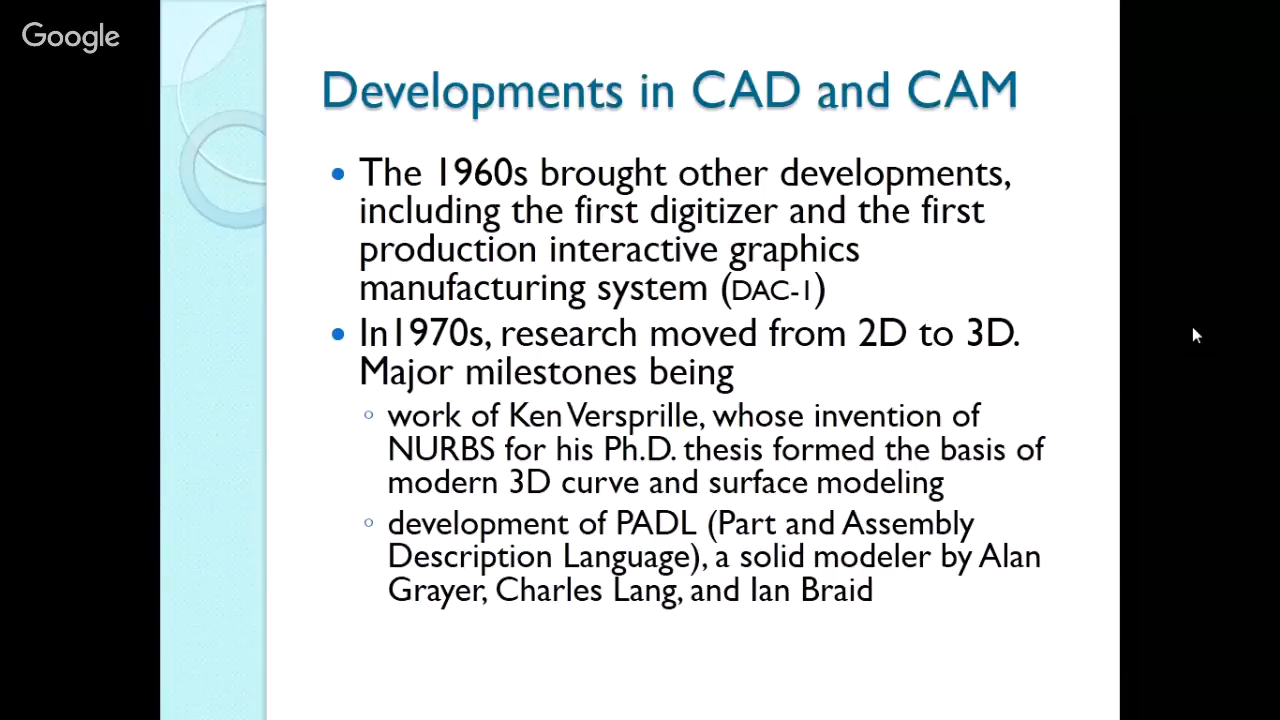 Google
Developments in CAD and CAM
• The 1960s brought other developments,
including the first digitizer and the first
production interactive graphics
manufacturing system (DAC-1)
• In1970s, research moved from 2D to 3D.
Major milestones being
◦ work of Ken Versprille, whose invention of
NURBS for his Ph.D. thesis formed the basis of
modern 3D curve and surface modeling
◦ development of PADL (Part and Assembly
Description Language), a solid modeler by Alan
Grayer, Charles Lang, and Ian Braid